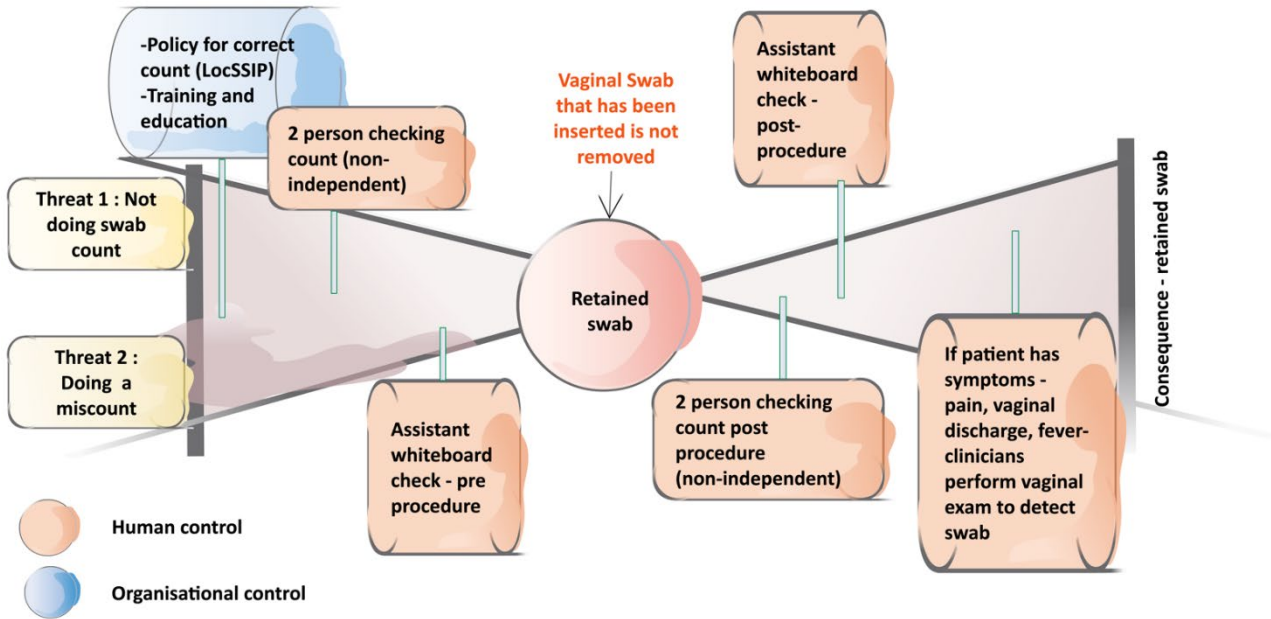 -Policy for correct
count (LocSSIP)
-Training and
education
2 person checking
count (non-
independent)
Threat 1 : Not
doing swab
count
Threat 2 :
Doing a
miscount
Assistant
whiteboard
check - pre
procedure
Vaginal Swab
that has been
inserted is not
removed
Retained
swab
Assistant
whiteboard
check -
post-
procedure
2 person checking
count post
procedure
(non-independent)
If patient has
symptoms -
pain, vaginal
discharge, fever-
clinicians
perform vaginal
exam to detect
swab
Consequence - retained swab
Human control
Organisational control